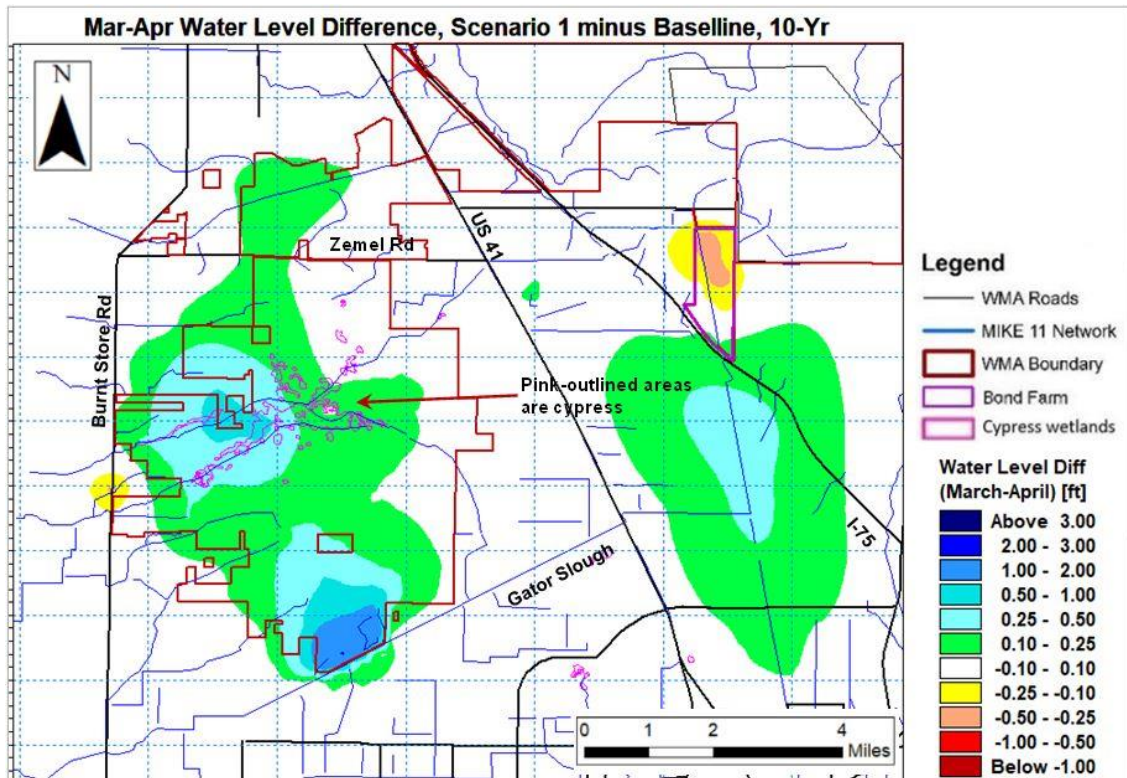 Mar-Apr Water Level Difference, Scenario 1 minus Baseline, 10-Yr
N
Zemel Rd
US 41
Burnt Store Rd
Pink-outlined areas
are cypress
Gator Slough
I-75
0 1 2 4
Miles
Legend
WMA Roads
MIKE 11 Network
WMA Boundary
Bond Farm
Cypress wetlands
Water Level Diff
(March-April) [ft]
Above 3.00
2.00 - 3.00
1.00 - 2.00
0.50 - 1.00
0.25 - 0.50
0.10 - 0.25
-0.10 - 0.10
-0.25 - -0.10
-0.50 - -0.25
-1.00 - -0.50
Below -1.00